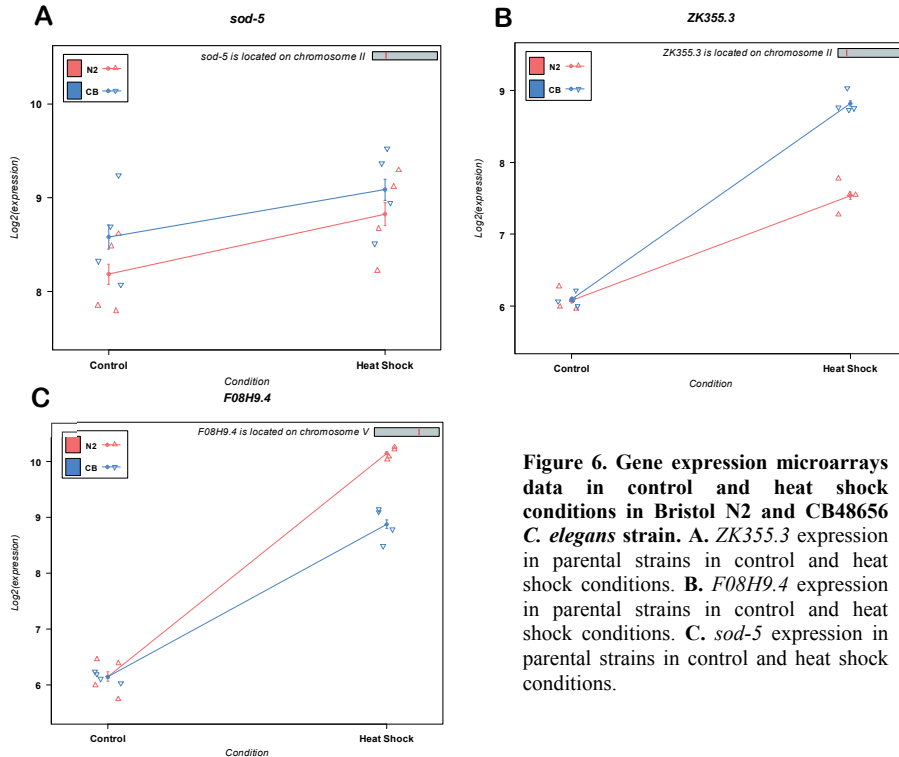 A
sod-5
sod-5 is located on chromosome II
N2
CB
10
9
8
Log2(expression)
Control
Heat Shock
Condition
B
ZK355.3
ZK355.3 is located on chromosome II
N2
CB
9
8
7
6
Log2(expression)
Control
Heat Shock
Condition
C
F08H9.4
F08H9.4 is located on chromosome V
N2
CB
10
9
8
7
6
Log2(expression)
Control
Heat Shock
Condition
Figure 6. Gene expression microarrays
data in control and heat shock
conditions in Bristol N2 and CB48656
C. elegans strain. A. ZK355.3 expression
in parental strains in control and heat
shock conditions. B. F08H9.4 expression
in parental strains in control and heat
shock conditions. C. sod-5 expression in
parental strains in control and heat shock
conditions.